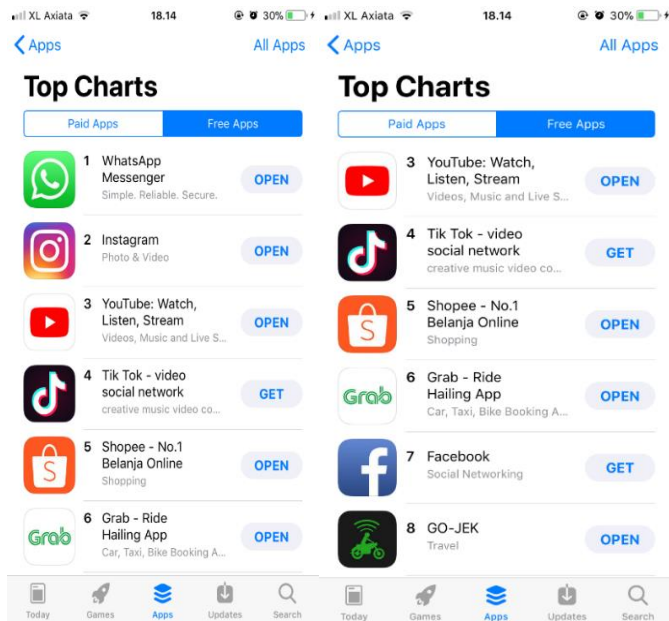 XL Axiata 18.14 30%
Apps All Apps
Top Charts
Paid Apps Free Apps
1 WhatsApp
Messenger
Simple. Reliable. Secure.
OPEN
2 Instagram
Photo & Video
OPEN
3 YouTube: Watch,
Listen, Stream
Videos, Music and Live S...
OPEN
4 Tik Tok - video
social network
creative music video co...
GET
5 Shopee - No.1
Belanja Online
Shopping
OPEN
Grab
6 Grab - Ride
Hailing App
Car, Taxi, Bike Booking A...
OPEN
Today Games Apps Updates Search
XL Axiata 18.14 30%
Apps All Apps
Top Charts
Paid Apps Free Apps
3 YouTube: Watch,
Listen, Stream
Videos, Music and Live S...
OPEN
4 Tik Tok - video
social network
creative music video co...
GET
5 Shopee - No.1
Belanja Online
Shopping
OPEN
Grab
6 Grab - Ride
Hailing App
Car, Taxi, Bike Booking A...
OPEN
7 Facebook
Social Networking
GET
8 GO-JEK
Travel
OPEN
Today Games Apps Updates Search